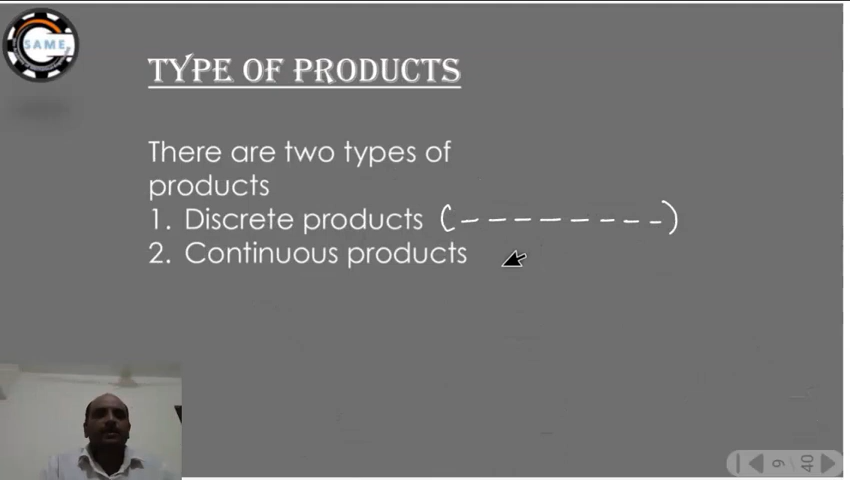 SAME
TYPE OF PRODUCTS
There are two types of
products
1. Discrete products (--------)
2. Continuous products
9 \ 40